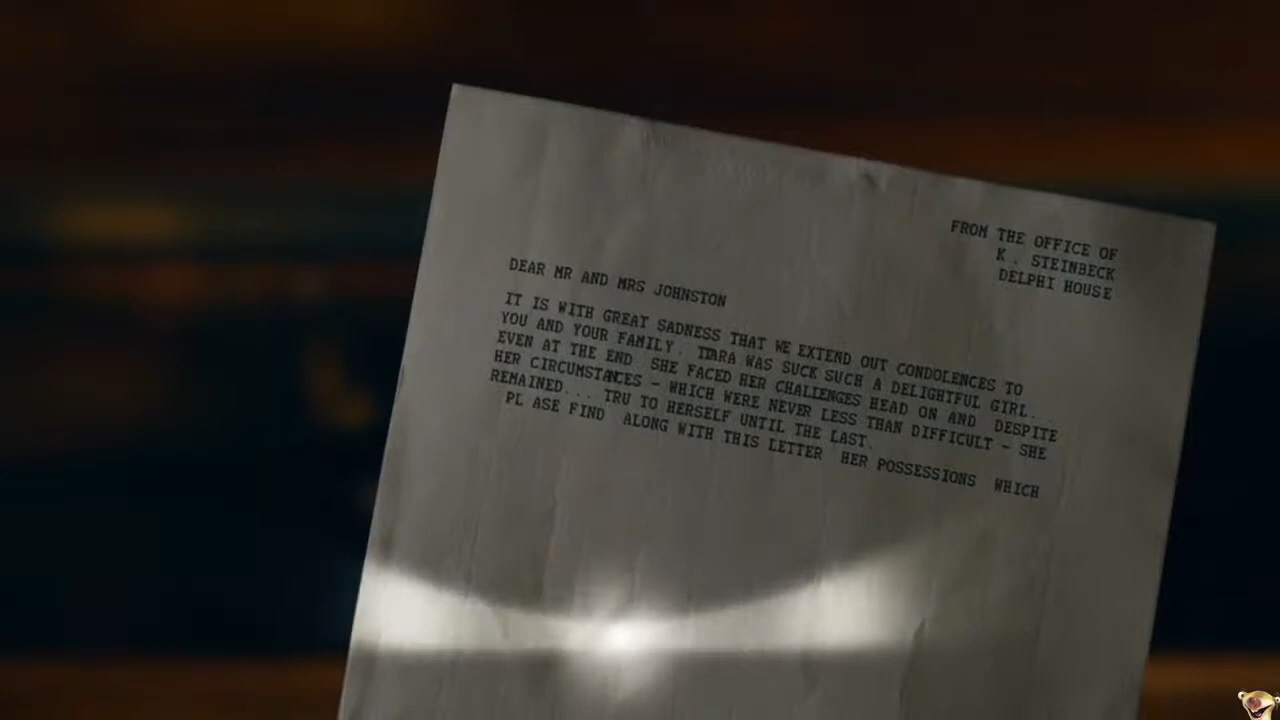 FROM THE OFFICE OF
K. STEINBECK
DELPHI HOUSE
DEAR MR AND MRS JOHNSTON
IT IS WITH GREAT SADNESS THAT WE EXTEND OUT CONDOLENCES TO
YOU AND YOUR FAMILY. TIARA WAS SUCK SUCH A DELIGHTFUL GIRL.
EVEN AT THE END SHE FACED HER CHALLENGES HEAD ON AND DESPITE
HER CIRCUMSTANCES - WHICH WERE NEVER LESS THAN DIFFICULT - SHE
REMAINED... TRU TO HERSELF UNTIL THE LAST.
PL ASE FIND ALONG WITH THIS LETTER HER POSSESSIONS WHICH